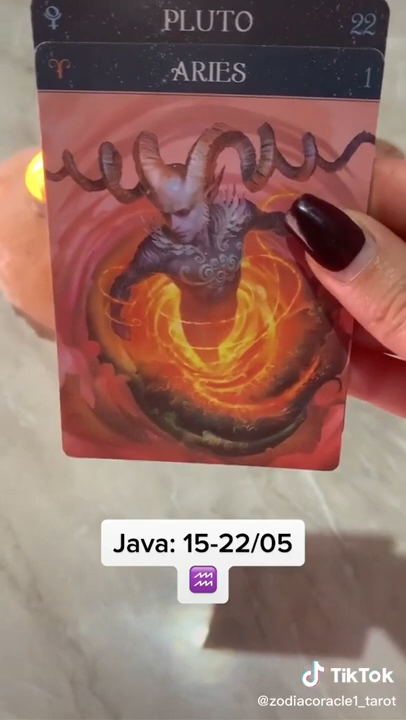 PLUTO 22
ARIES 1
Java: 15-22/05
♒
TikTok
@zodiacoracle1_tarot